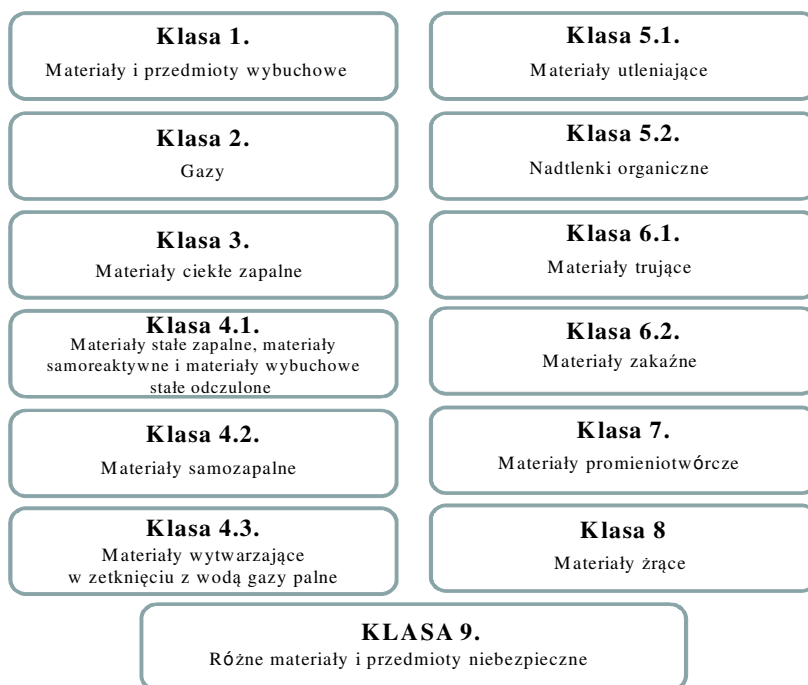 Klasa 1.
Materiały i przedmioty wybuchowe
Klasa 2.
Gazy
Klasa 3.
Materiały ciekłe zapalne
Klasa 4.1.
Materiały stałe zapalne, materiały
samoreaktywne i materiały wybuchowe
stałe odczulone
Klasa 4.2.
Materiały samozapalne
Klasa 4.3.
Materiały wytwarzające
w zetknięciu z wodą gazy palne
Klasa 5.1.
Materiały utleniające
Klasa 5.2.
Nadtlenki organiczne
Klasa 6.1.
Materiały trujące
Klasa 6.2.
Materiały zakaźne
Klasa 7.
Materiały promieniotwórcze
Klasa 8
Materiały żrące
KLASA 9.
Różne materiały i przedmioty niebezpieczne